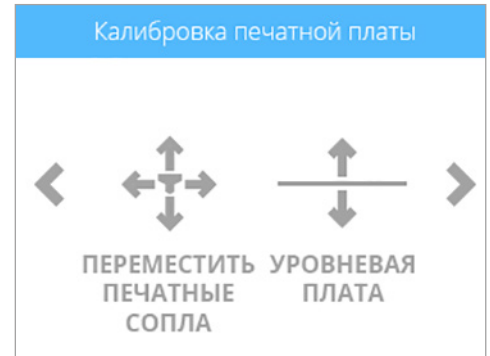 Калибровка печатной платы
ПЕРЕМЕСТИТЬ
ПЕЧАТНЫЕ
СОПЛА
УРОВНЕВАЯ
ПЛАТА